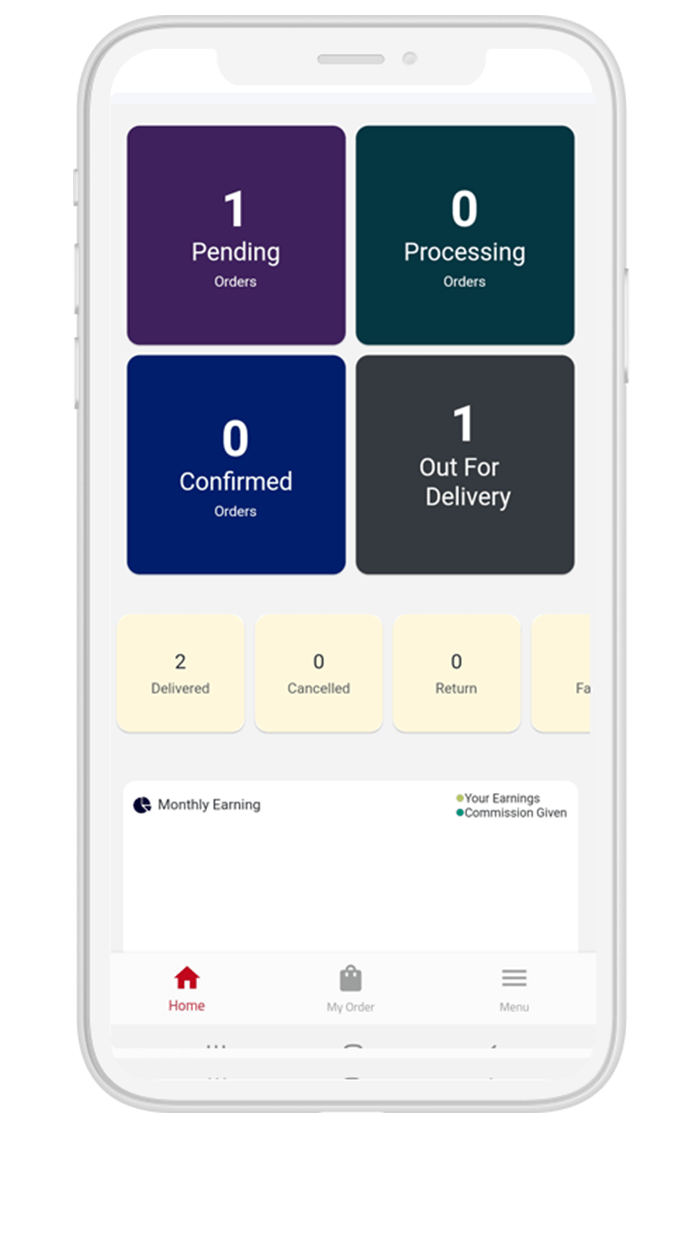 1
Pending
Orders
0
Processing
Orders
0
Confirmed
Orders
1
Out For
Delivery
2
Delivered
0
Cancelled
0
Return
Fa
Monthly Earning
Your Earnings
Commission Given
Home
My Order
Menu